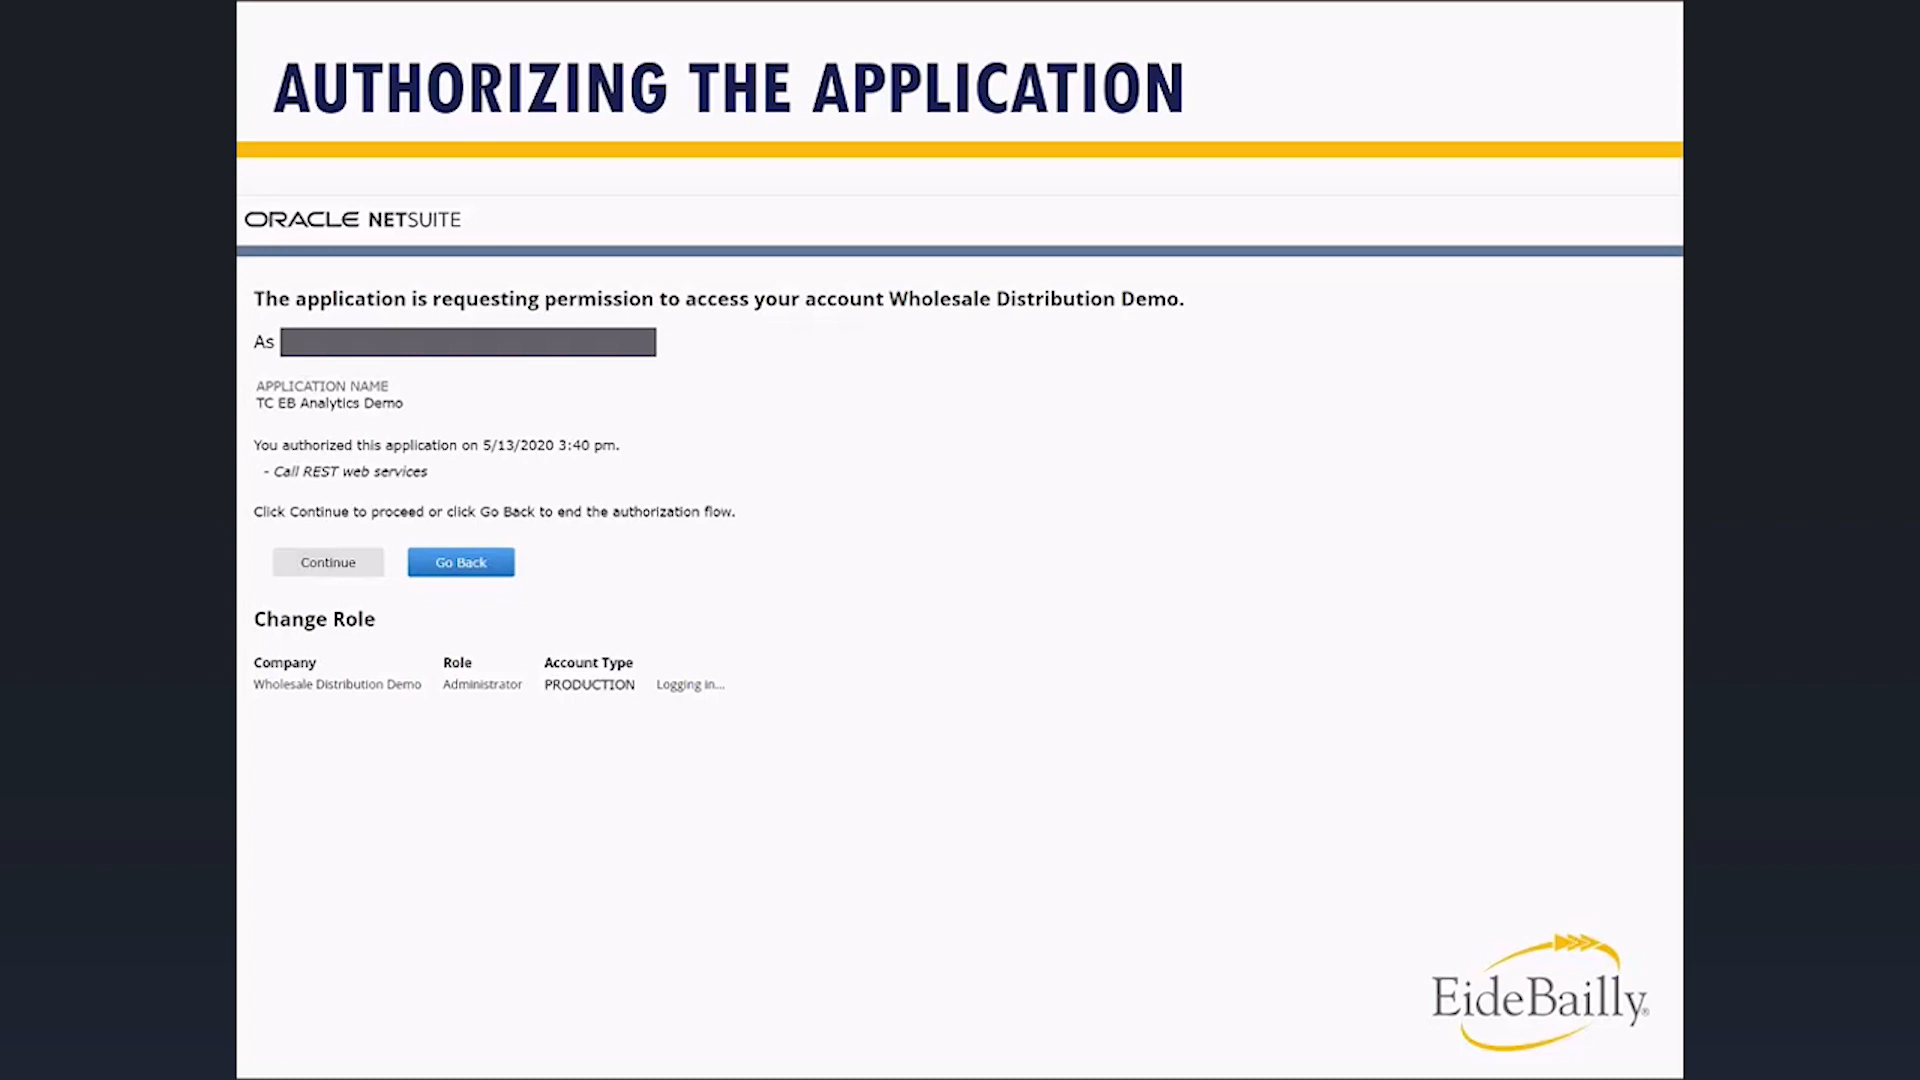 AUTHORIZING THE APPLICATION
ORACLE NETSUITE
The application is requesting permission to access your account Wholesale Distribution Demo.
As
APPLICATION NAME
TC EB Analytics Demo
You authorized this application on 5/13/2020 3:40 pm.
- Call REST web services
Click Continue to proceed or click Go Back to end the authorization flow.
Continue Go Back
Change Role
Company Role Account Type
Wholesale Distribution Demo Administrator PRODUCTION Logging in...
EideBailly®